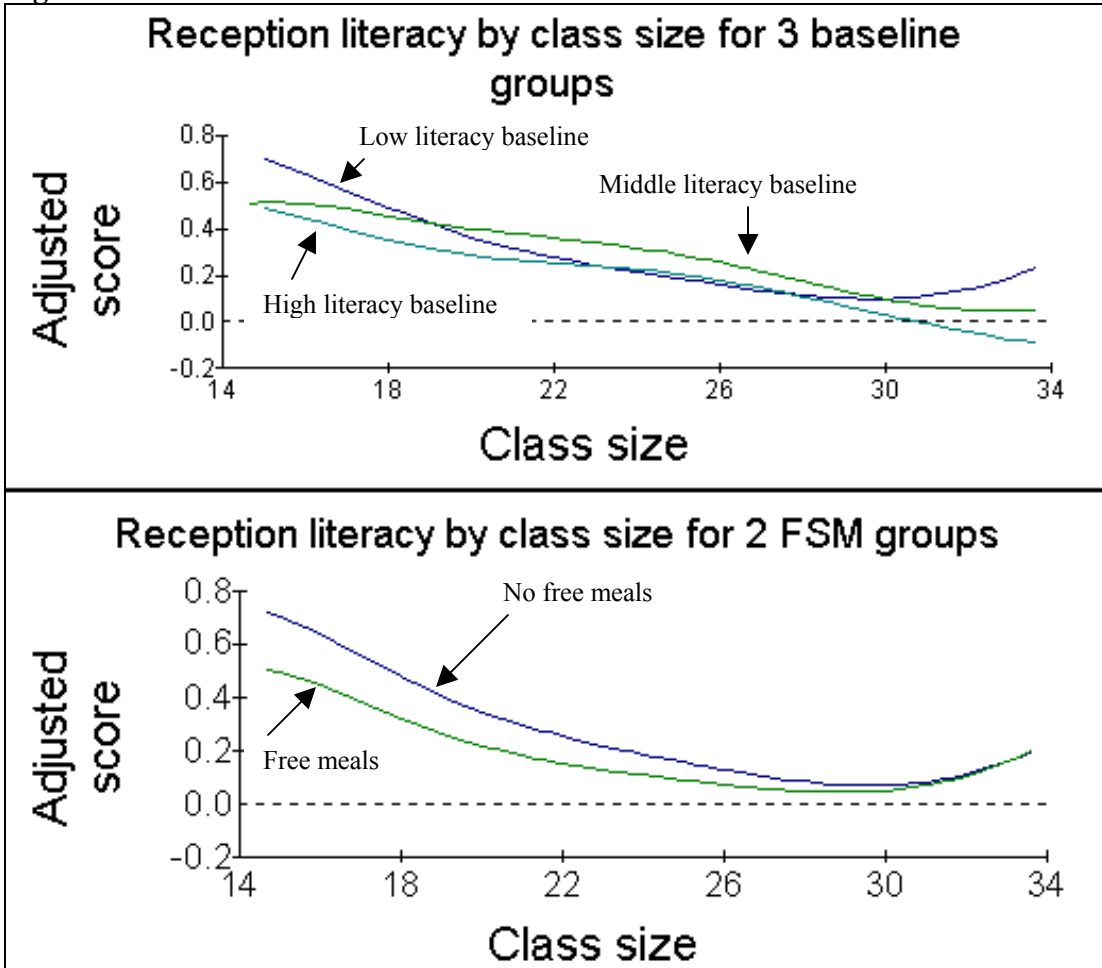 Reception literacy by class size for 3 baseline
groups
0.8
Low literacy baseline
0.6
Middle literacy baseline
0.4
0.2
High literacy baseline
0.0
-0.2
Adjusted
score
14 18 22 26 30 34
Class size
Reception literacy by class size for 2 FSM groups
0.8
No free meals
0.6
0.4
0.2
Free meals
0.0
-0.2
Adjusted
score
14 18 22 26 30 34
Class size